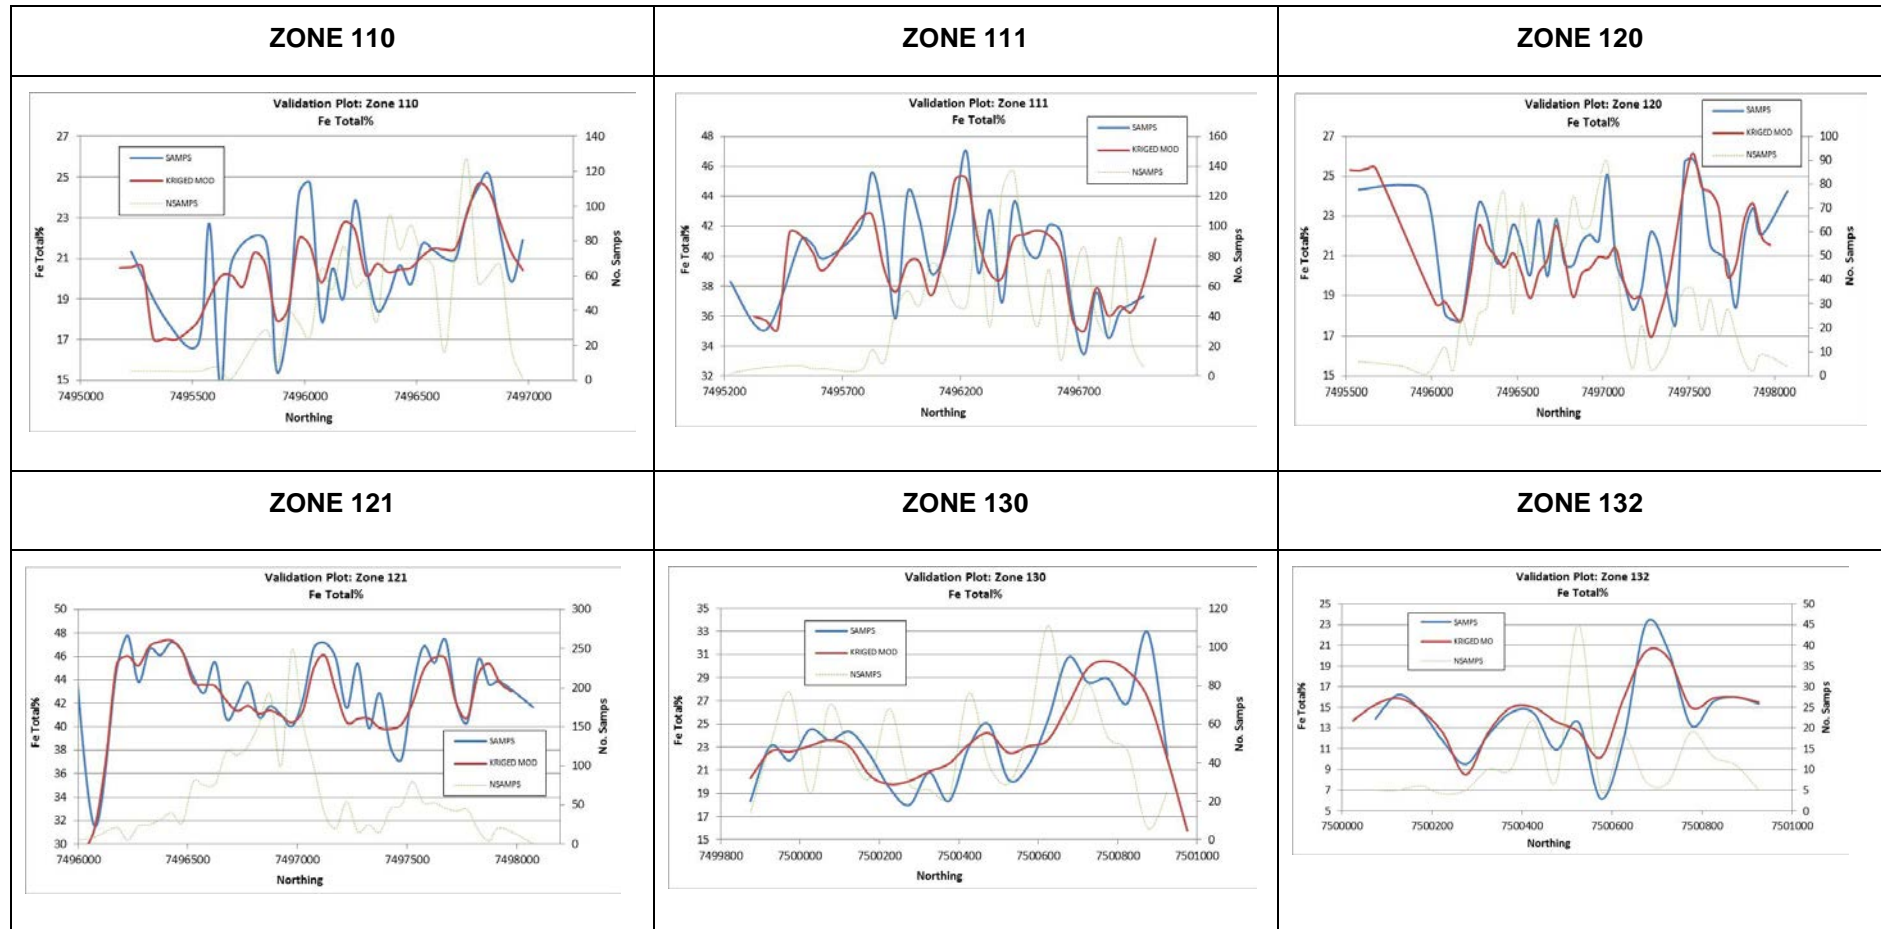 ZONE 110
ZONE 111
ZONE 120
Validation Plot: Zone 110
Fe Total%
27
25
23
21
19
17
15
140
120
100
80
60
40
20
0
SAMPS
KRIGED MOD
NSAMPS
Fe Total%
No. Samps
7495000
7495500
7496000
7496500
7497000
Northing
Validation Plot: Zone 111
Fe Total%
48
46
44
42
40
38
36
34
32
160
140
120
100
80
60
40
20
0
SAMPS
KRIGED MOD
NSAMPS
Fe Total%
No. Samps
7495200
7495700
7496200
7496700
Northing
Validation Plot: Zone 120
Fe Total%
27
25
23
21
19
17
15
100
90
80
70
60
50
40
30
20
10
0
SAMPS
KRIGED MOD
NSAMPS
Fe Total%
No. Samps
7495500
7496000
7496500
7497000
7497500
7498000
Northing
ZONE 121
ZONE 130
ZONE 132
Validation Plot: Zone 121
Fe Total%
50
48
46
44
42
40
38
36
34
32
30
300
250
200
150
100
50
0
SAMPS
KRIGED MOD
NSAMPS
Fe Total%
No. Samps
7496000
7496500
7497000
7497500
7498000
Northing
Validation Plot: Zone 130
Fe Total%
35
33
31
29
27
25
23
21
19
17
15
120
100
80
60
40
20
0
SAMPS
KRIGED MOD
NSAMPS
Fe Total%
No. Samps
7499800
7500000
7500200
7500400
7500600
7500800
7501000
Northing
Validation Plot: Zone 132
Fe Total%
25
23
21
19
17
15
13
11
9
7
5
50
45
40
35
30
25
20
15
10
5
0
SAMPS
KRIGED MO
NSAMPS
Fe Total%
No. Samps
7500000
7500200
7500400
7500600
7500800
7501000
Northing